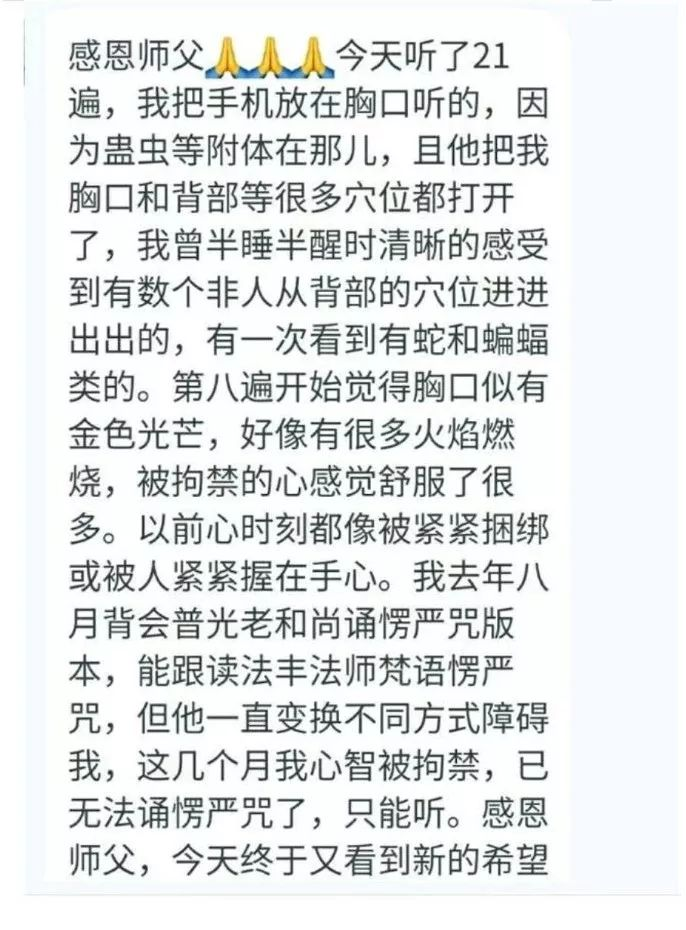 感恩师父🙏🙏🙏今天听了21
遍，我把手机放在胸口听的，因
为蛊虫等附体在那儿，且他把我
胸口和背部等很多穴位都打开
了，我曾半睡半醒时清晰的感受
到有数个非人从背部的穴位进进
出出的，有一次看到有蛇和蝙蝠
类的。第八遍开始觉得胸口似有
金色光芒，好像有很多火焰燃
烧，被拘禁的心感觉舒服了很
多。以前心时刻都像被紧紧捆绑
或被人紧紧握在手心。我去年八
月背会普光老和尚诵愣严咒版
本，能跟读法丰法师梵语愣严
咒，但他一直变换不同方式障碍
我，这几个月我心智被拘禁，已
无法诵愣严咒了，只能听。感恩
师父，今天终于又看到新的希望